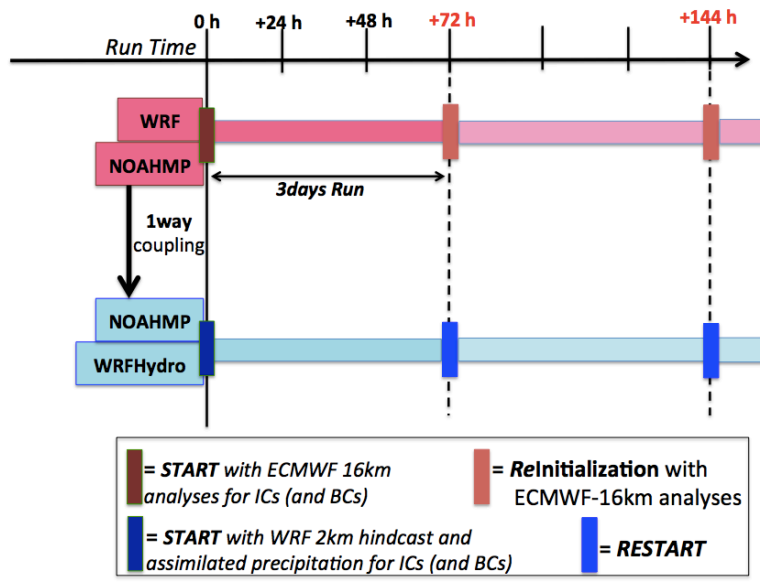 0 h
+24 h
+48 h
+72 h
+144 h
Run Time
WRF
NOAHMP
3days Run
1way
coupling
NOAHMP
WRFHydro
= START with ECMWF 16km
analyses for ICs (and BCs)
= ReInitialization with
ECMWF-16km analyses
= START with WRF 2km hindcast and
assimilated precipitation for ICs (and BCs)
= RESTART